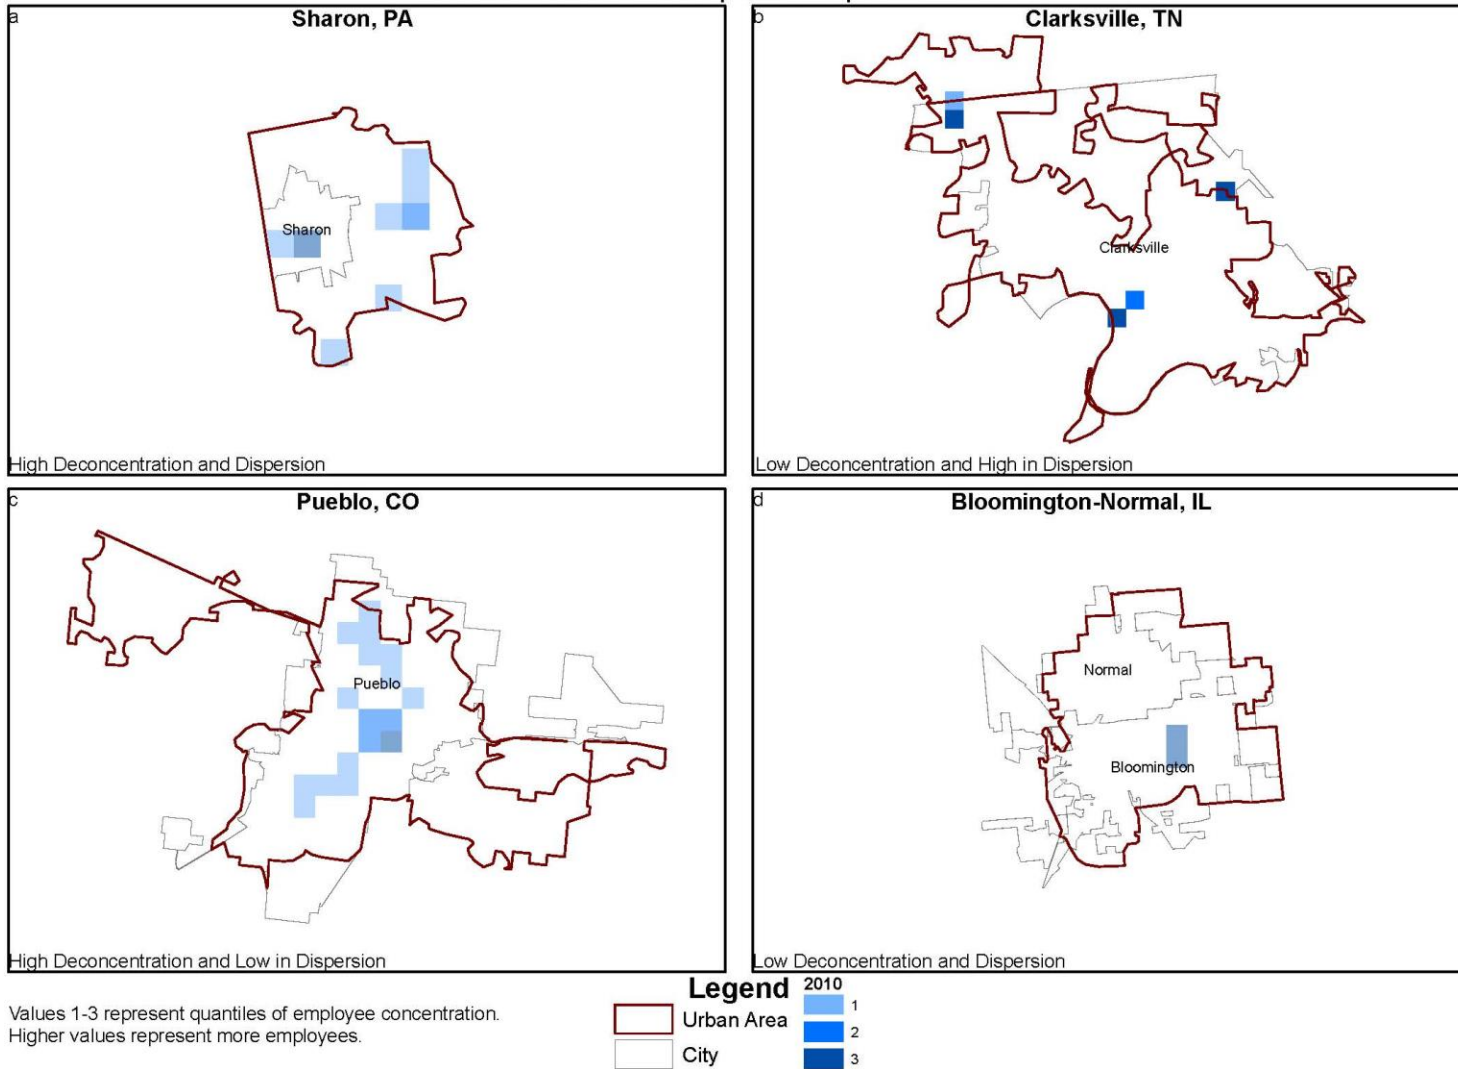 a
Sharon, PA
Sharon
High Deconcentration and Dispersion
b
Clarksville, TN
Clarksville
Low Deconcentration and High in Dispersion
c
Pueblo, CO
Pueblo
High Deconcentration and Low in Dispersion
d
Bloomington-Normal, IL
Normal
Bloomington
Low Deconcentration and Dispersion
Values 1-3 represent quantiles of employee concentration.
Higher values represent more employees.
Legend
Urban Area
City
2010
1
2
3